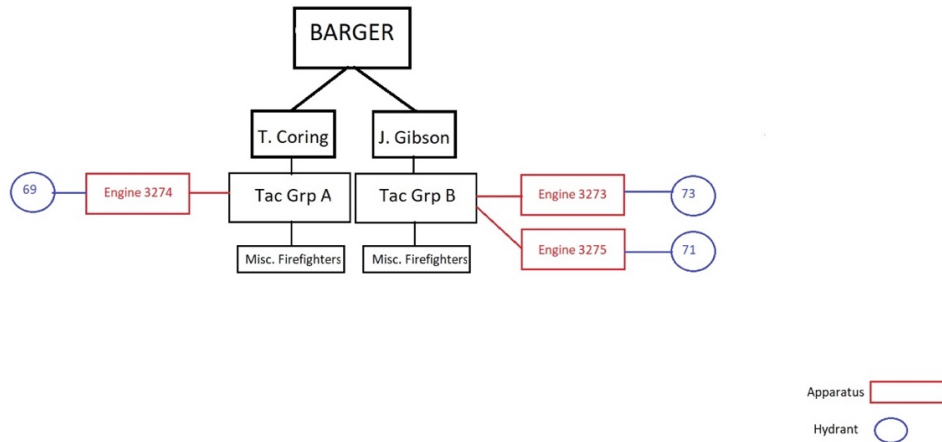 BARGER
T. Coring
J. Gibson
69
Engine 3274
Tac Grp A
Tac Grp B
Engine 3273
73
Misc. Firefighters
Misc. Firefighters
Engine 3275
71
Apparatus
Hydrant